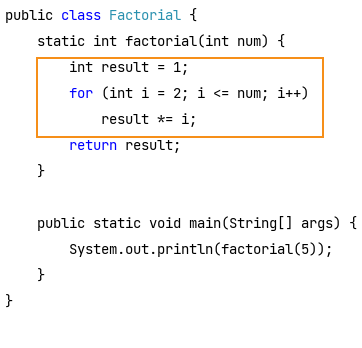 public class Factorial {
    static int factorial(int num) {
        int result = 1;
        for (int i = 2; i <= num; i++)
            result *= i;
        return result;
    }

    public static void main(String[] args) {
        System.out.println(factorial(5));
    }
}